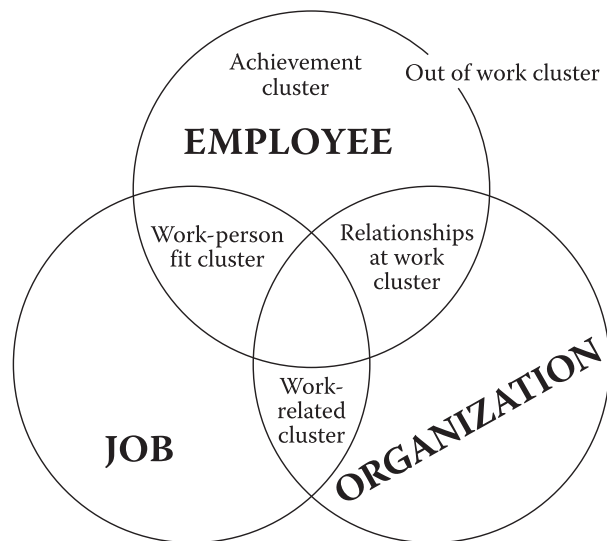 Achievement
cluster
Out of work cluster
EMPLOYEE
Work-person
fit cluster
Relationships
at work
cluster
Work-
related
cluster
JOB
ORGANIZATION